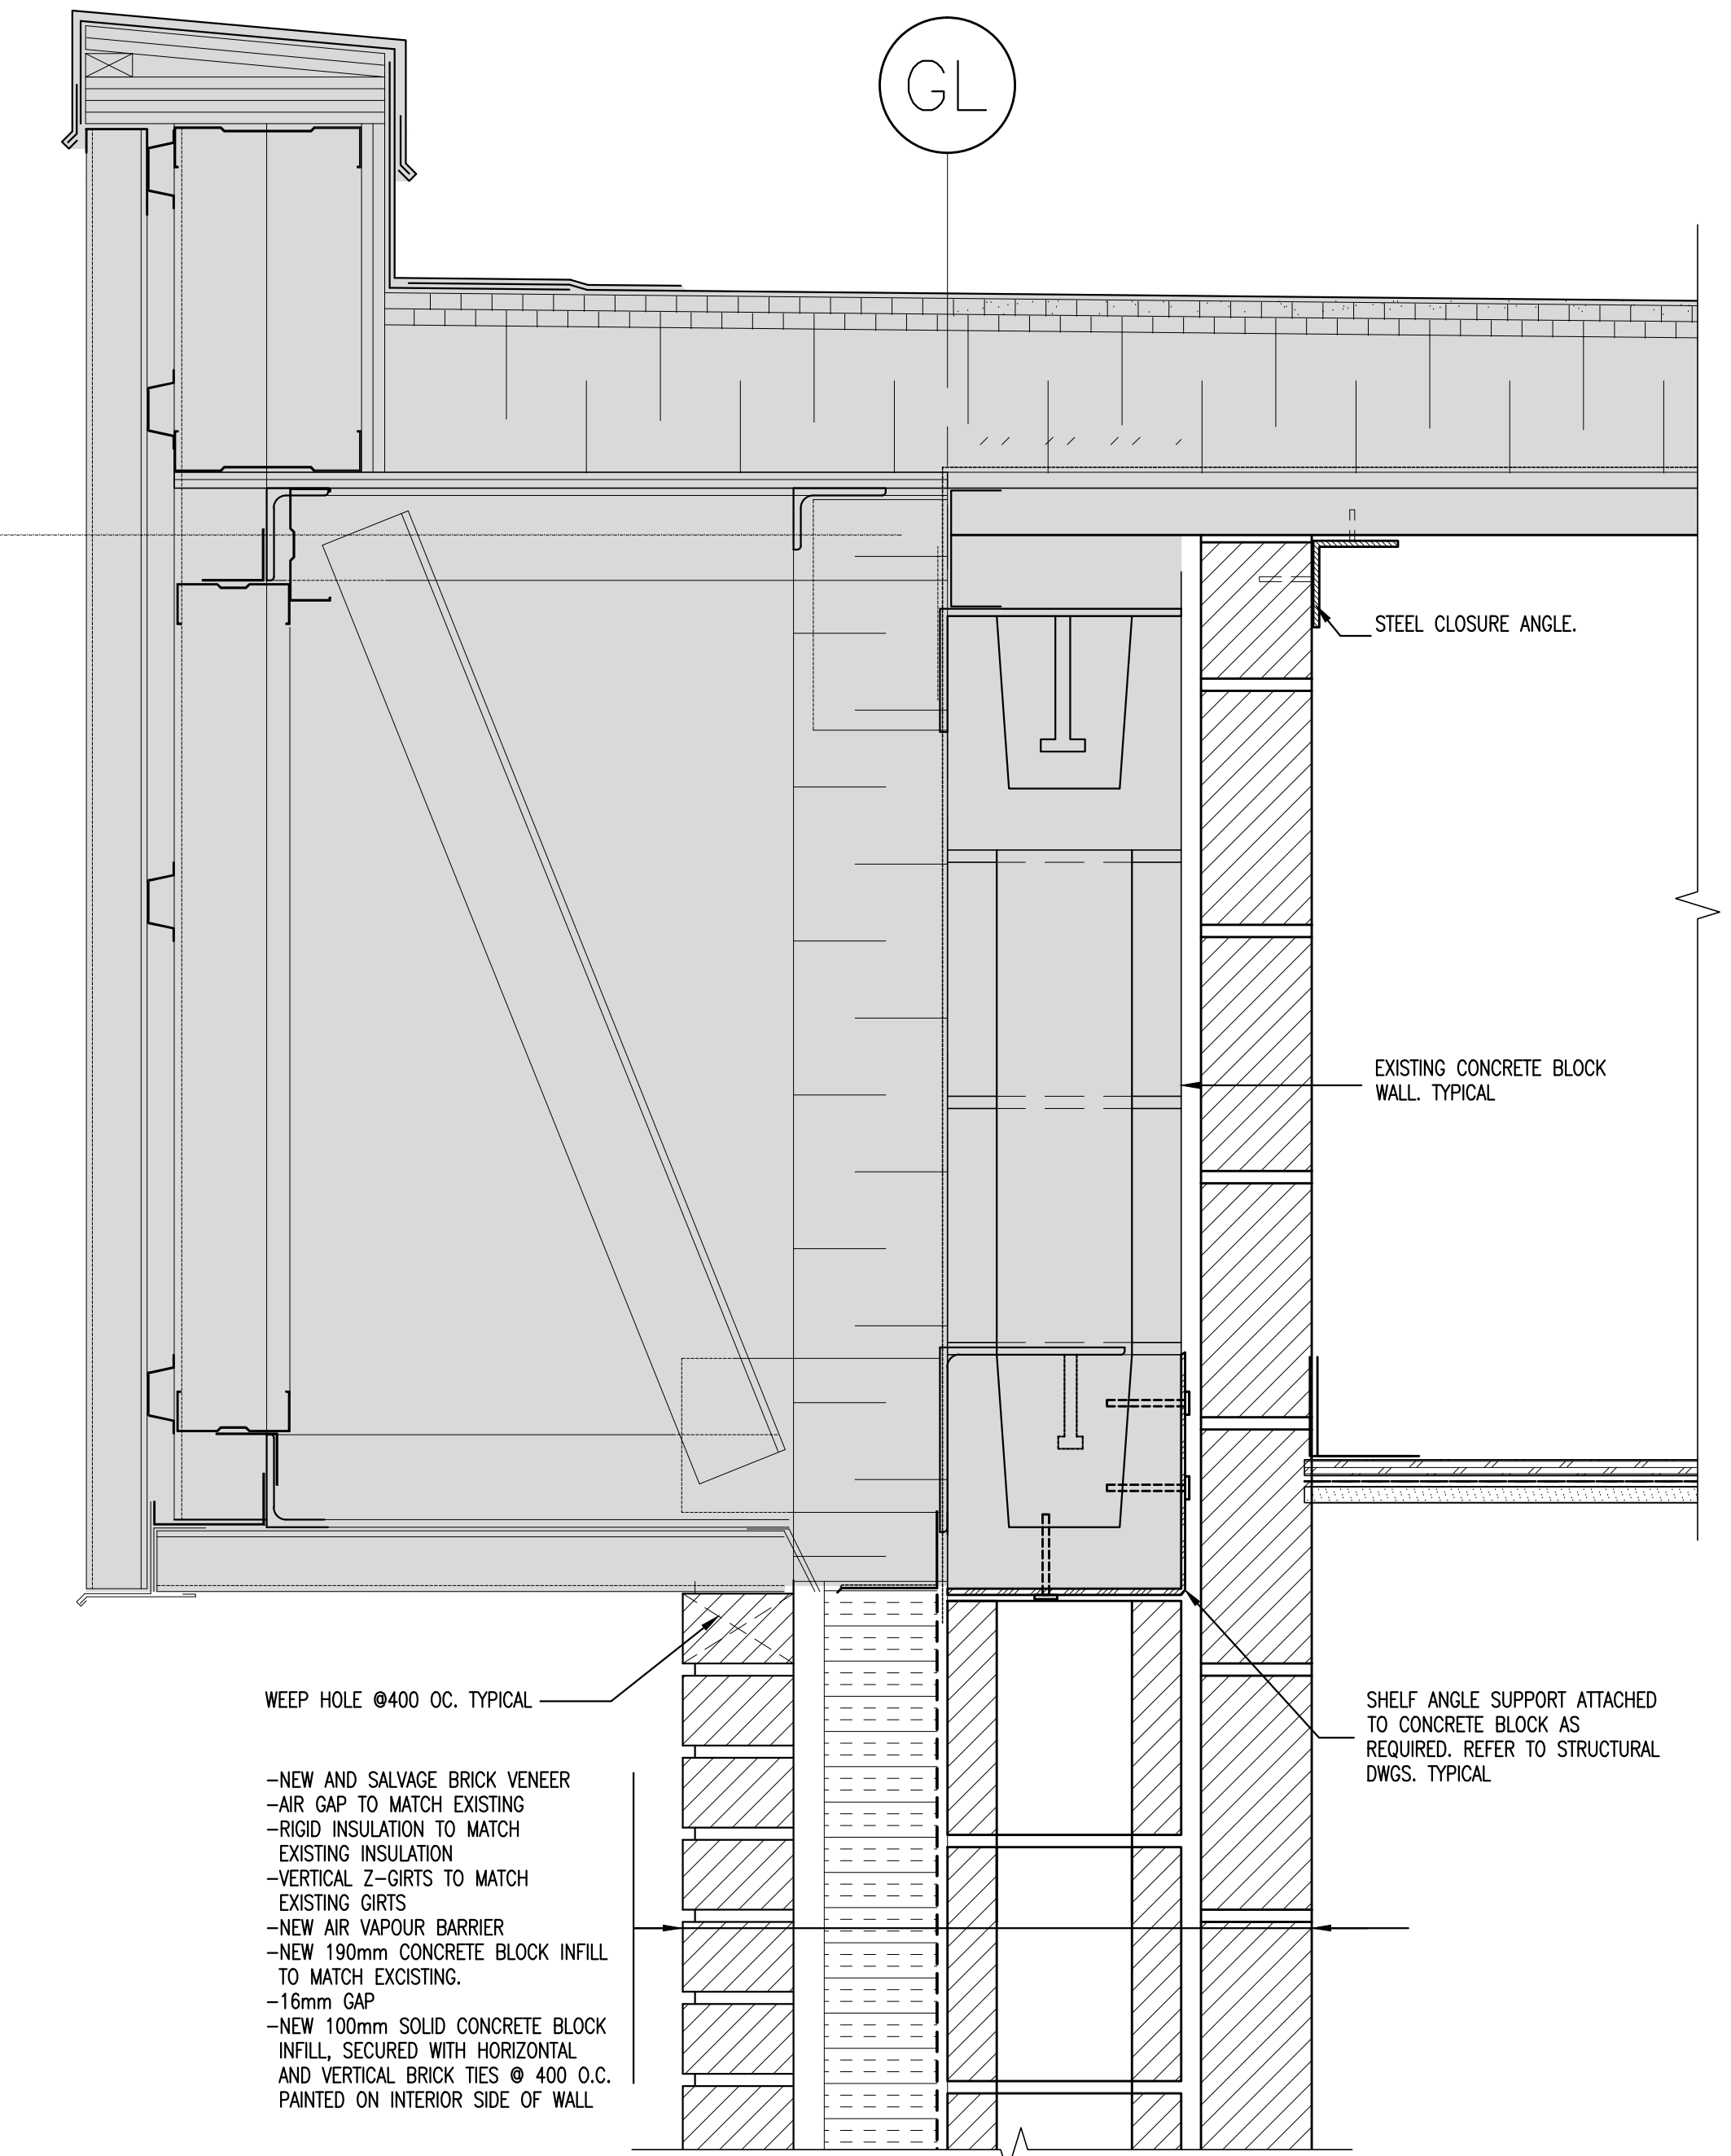 GL
STEEL CLOSURE ANGLE.
EXISTING CONCRETE BLOCK
WALL. TYPICAL
WEEP HOLE @400 OC. TYPICAL
SHELF ANGLE SUPPORT ATTACHED
TO CONCRETE BLOCK AS
REQUIRED. REFER TO STRUCTURAL
DWGS. TYPICAL
-NEW AND SALVAGE BRICK VENEER
-AIR GAP TO MATCH EXISTING
-RIGID INSULATION TO MATCH
EXISTING INSULATION
-VERTICAL Z-GIRTS TO MATCH
EXISTING GIRTS
-NEW AIR VAPOUR BARRIER
-NEW 190mm CONCRETE BLOCK INFILL
TO MATCH EXCISTING.
-16mm GAP
-NEW 100mm SOLID CONCRETE BLOCK
INFILL, SECURED WITH HORIZONTAL
AND VERTICAL BRICK TIES @ 400 O.C.
PAINTED ON INTERIOR SIDE OF WALL